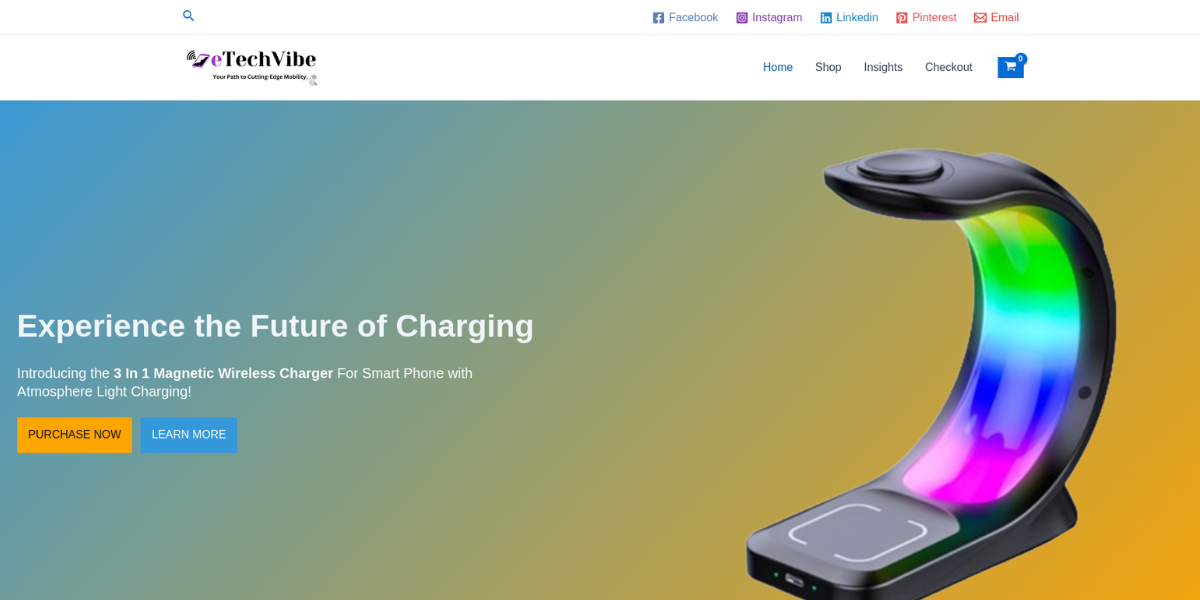 Facebook Instagram Linkedin Pinterest Email
eTechVibe
Your Path to Cutting-Edge Mobility.
Home Shop Insights Checkout 0
Experience the Future of Charging
Introducing the 3 In 1 Magnetic Wireless Charger For Smart Phone with
Atmosphere Light Charging!
PURCHASE NOW LEARN MORE